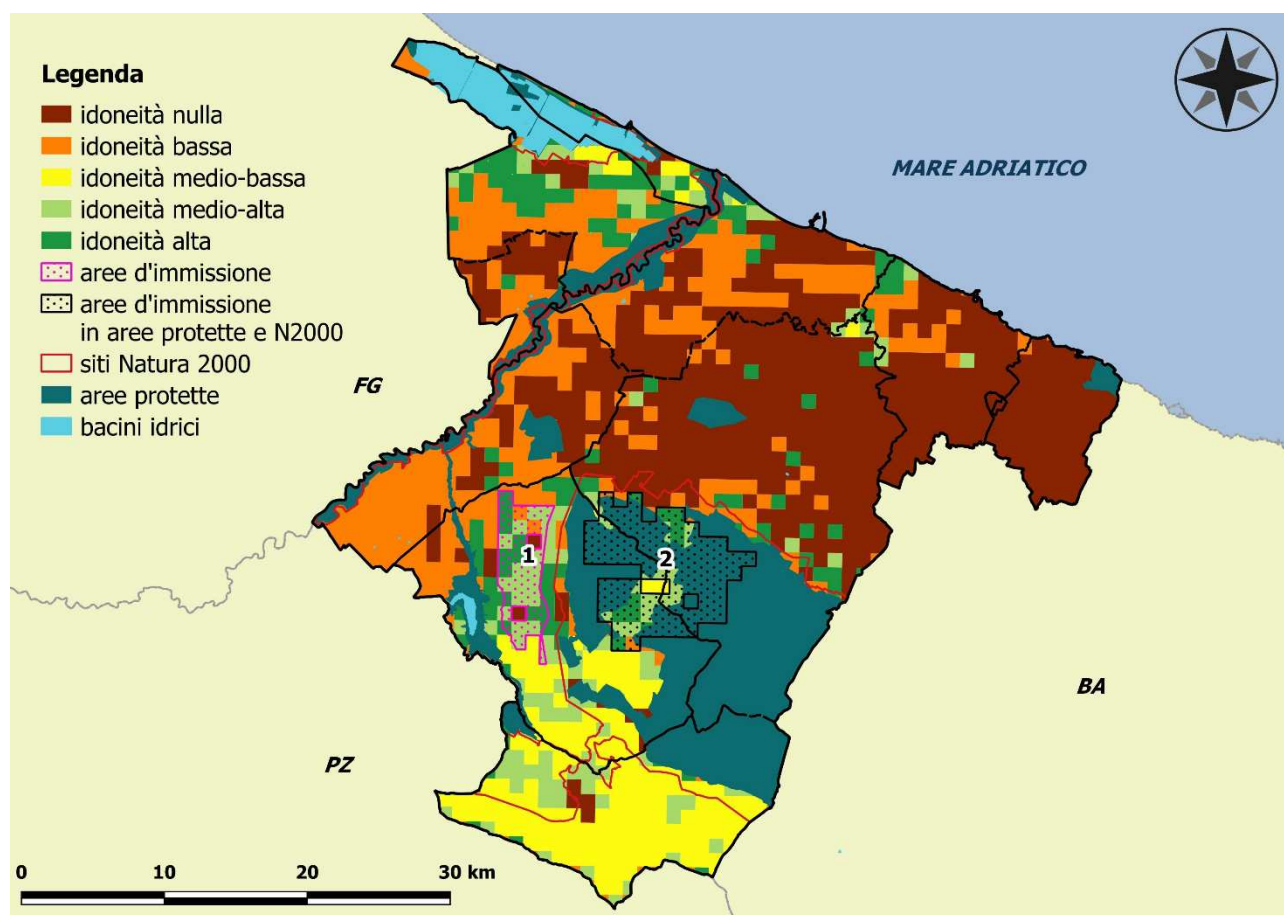 Legenda
idoneità nulla
idoneità bassa
idoneità medio-bassa
idoneità medio-alta
idoneità alta
aree d'immissione
aree d'immissione
in aree protette e N2000
siti Natura 2000
aree protette
bacini idrici
MARE ADRIATICO
FG
1
2
BA
PZ
0
10
20
30 km